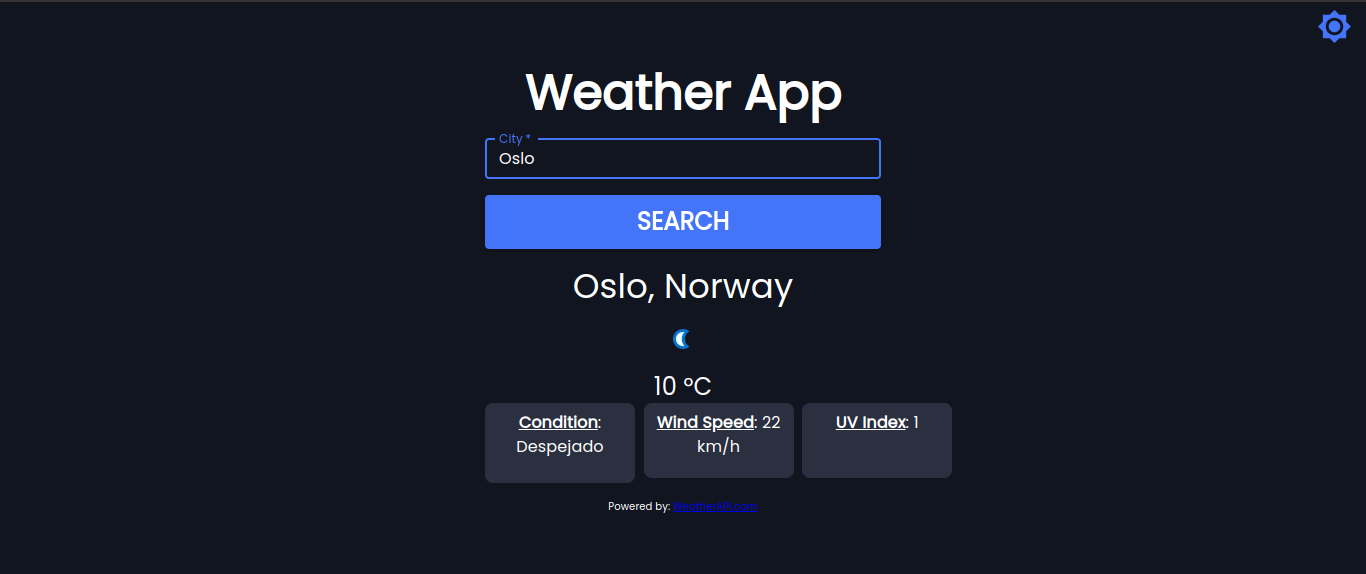 Weather App
City *
Oslo
SEARCH
Oslo, Norway
10 ºC
Condition:
Despejado
Wind Speed: 22
km/h
UV Index: 1
Powered by: WeatherAPI.com